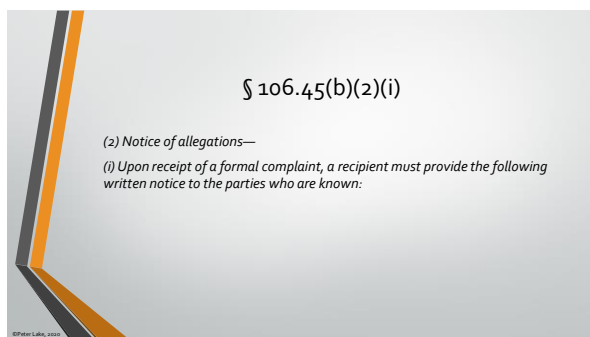 § 106.45(b)(2)(i)
(2) Notice of allegations—
(i) Upon receipt of a formal complaint, a recipient must provide the following
written notice to the parties who are known:
©Peter Lake, 2020